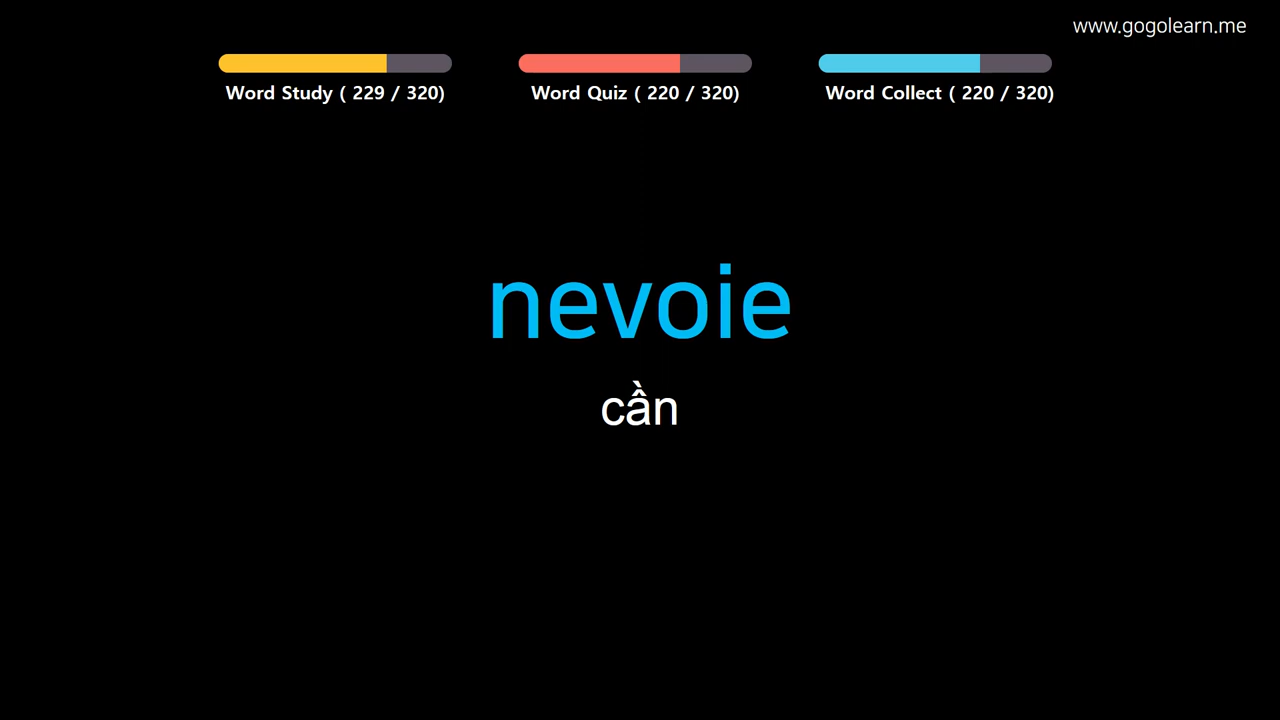 www.gogolearn.me
Word Study ( 229 / 320)
Word Quiz ( 220 / 320)
Word Collect ( 220 / 320)
nevoie
cần